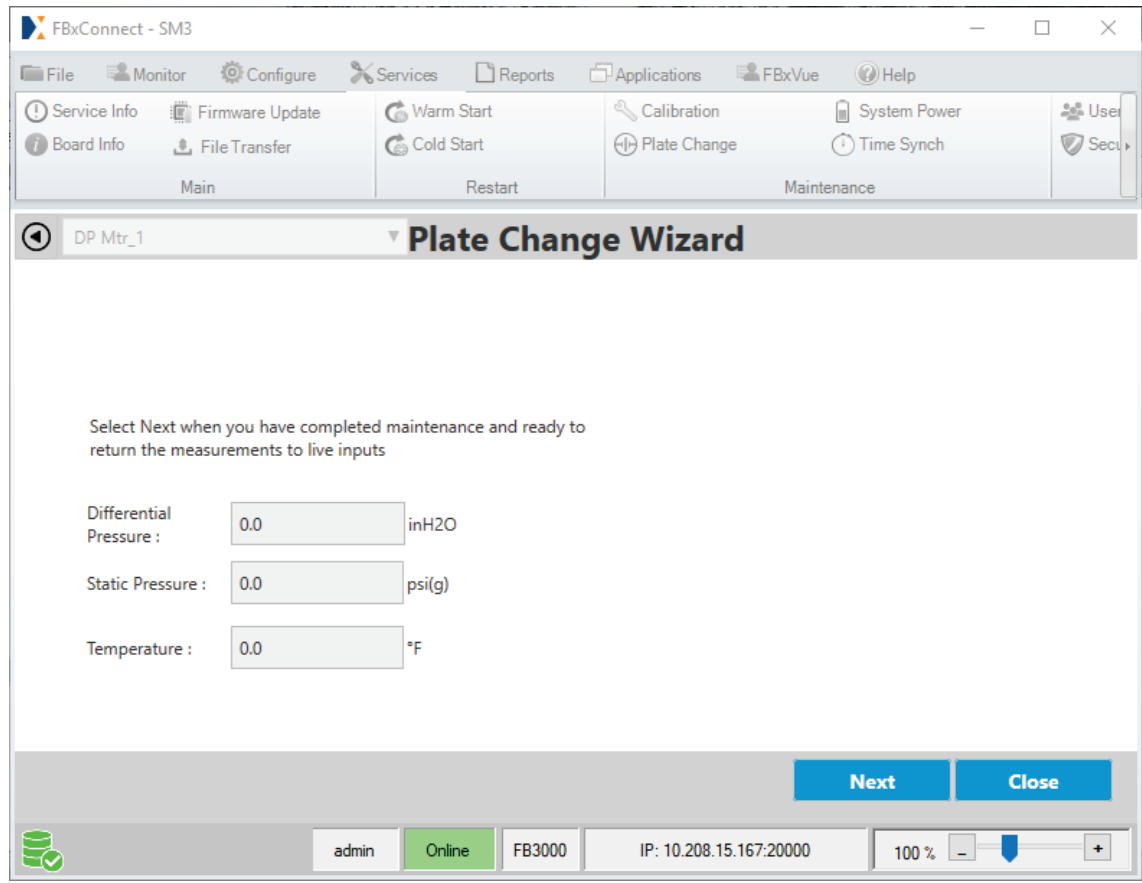 FBxConnect - SM3
File Monitor Configure Services Reports Applications FBxVue Help
Service Info Firmware Update Warm Start Calibration System Power User
Board Info File Transfer Cold Start Plate Change Time Synch Secu
Main Restart Maintenance
DP Mtr_1 Plate Change Wizard
Select Next when you have completed maintenance and ready to
return the measurements to live inputs
Differential
Pressure : 0.0 inH2O
Static Pressure : 0.0 psi(g)
Temperature : 0.0 °F
Next Close
admin Online FB3000 IP: 10.208.15.167:20000 100 % - +